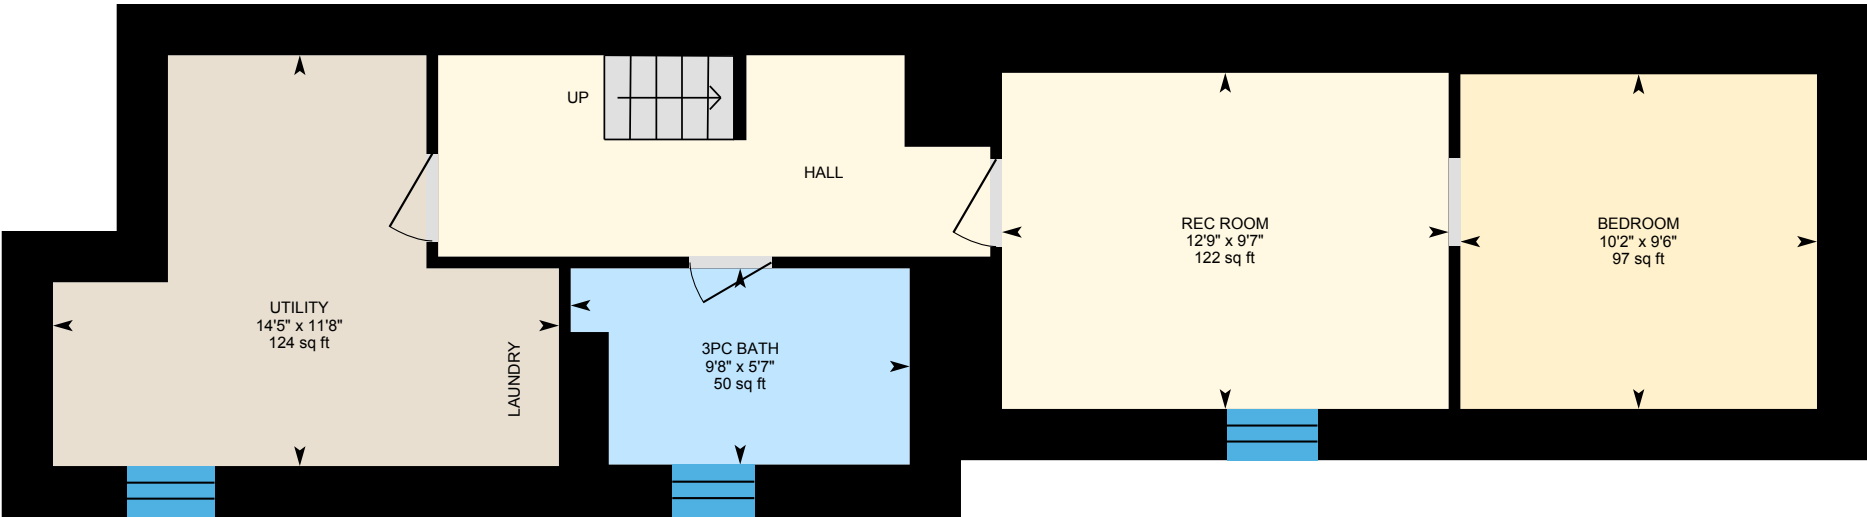 UP
HALL
REC ROOM
12'9" x 9'7"
122 sq ft
BEDROOM
10'2" x 9'6"
97 sq ft
UTILITY
14'5" x 11'8"
124 sq ft
LAUNDRY
3PC BATH
9'8" x 5'7"
50 sq ft